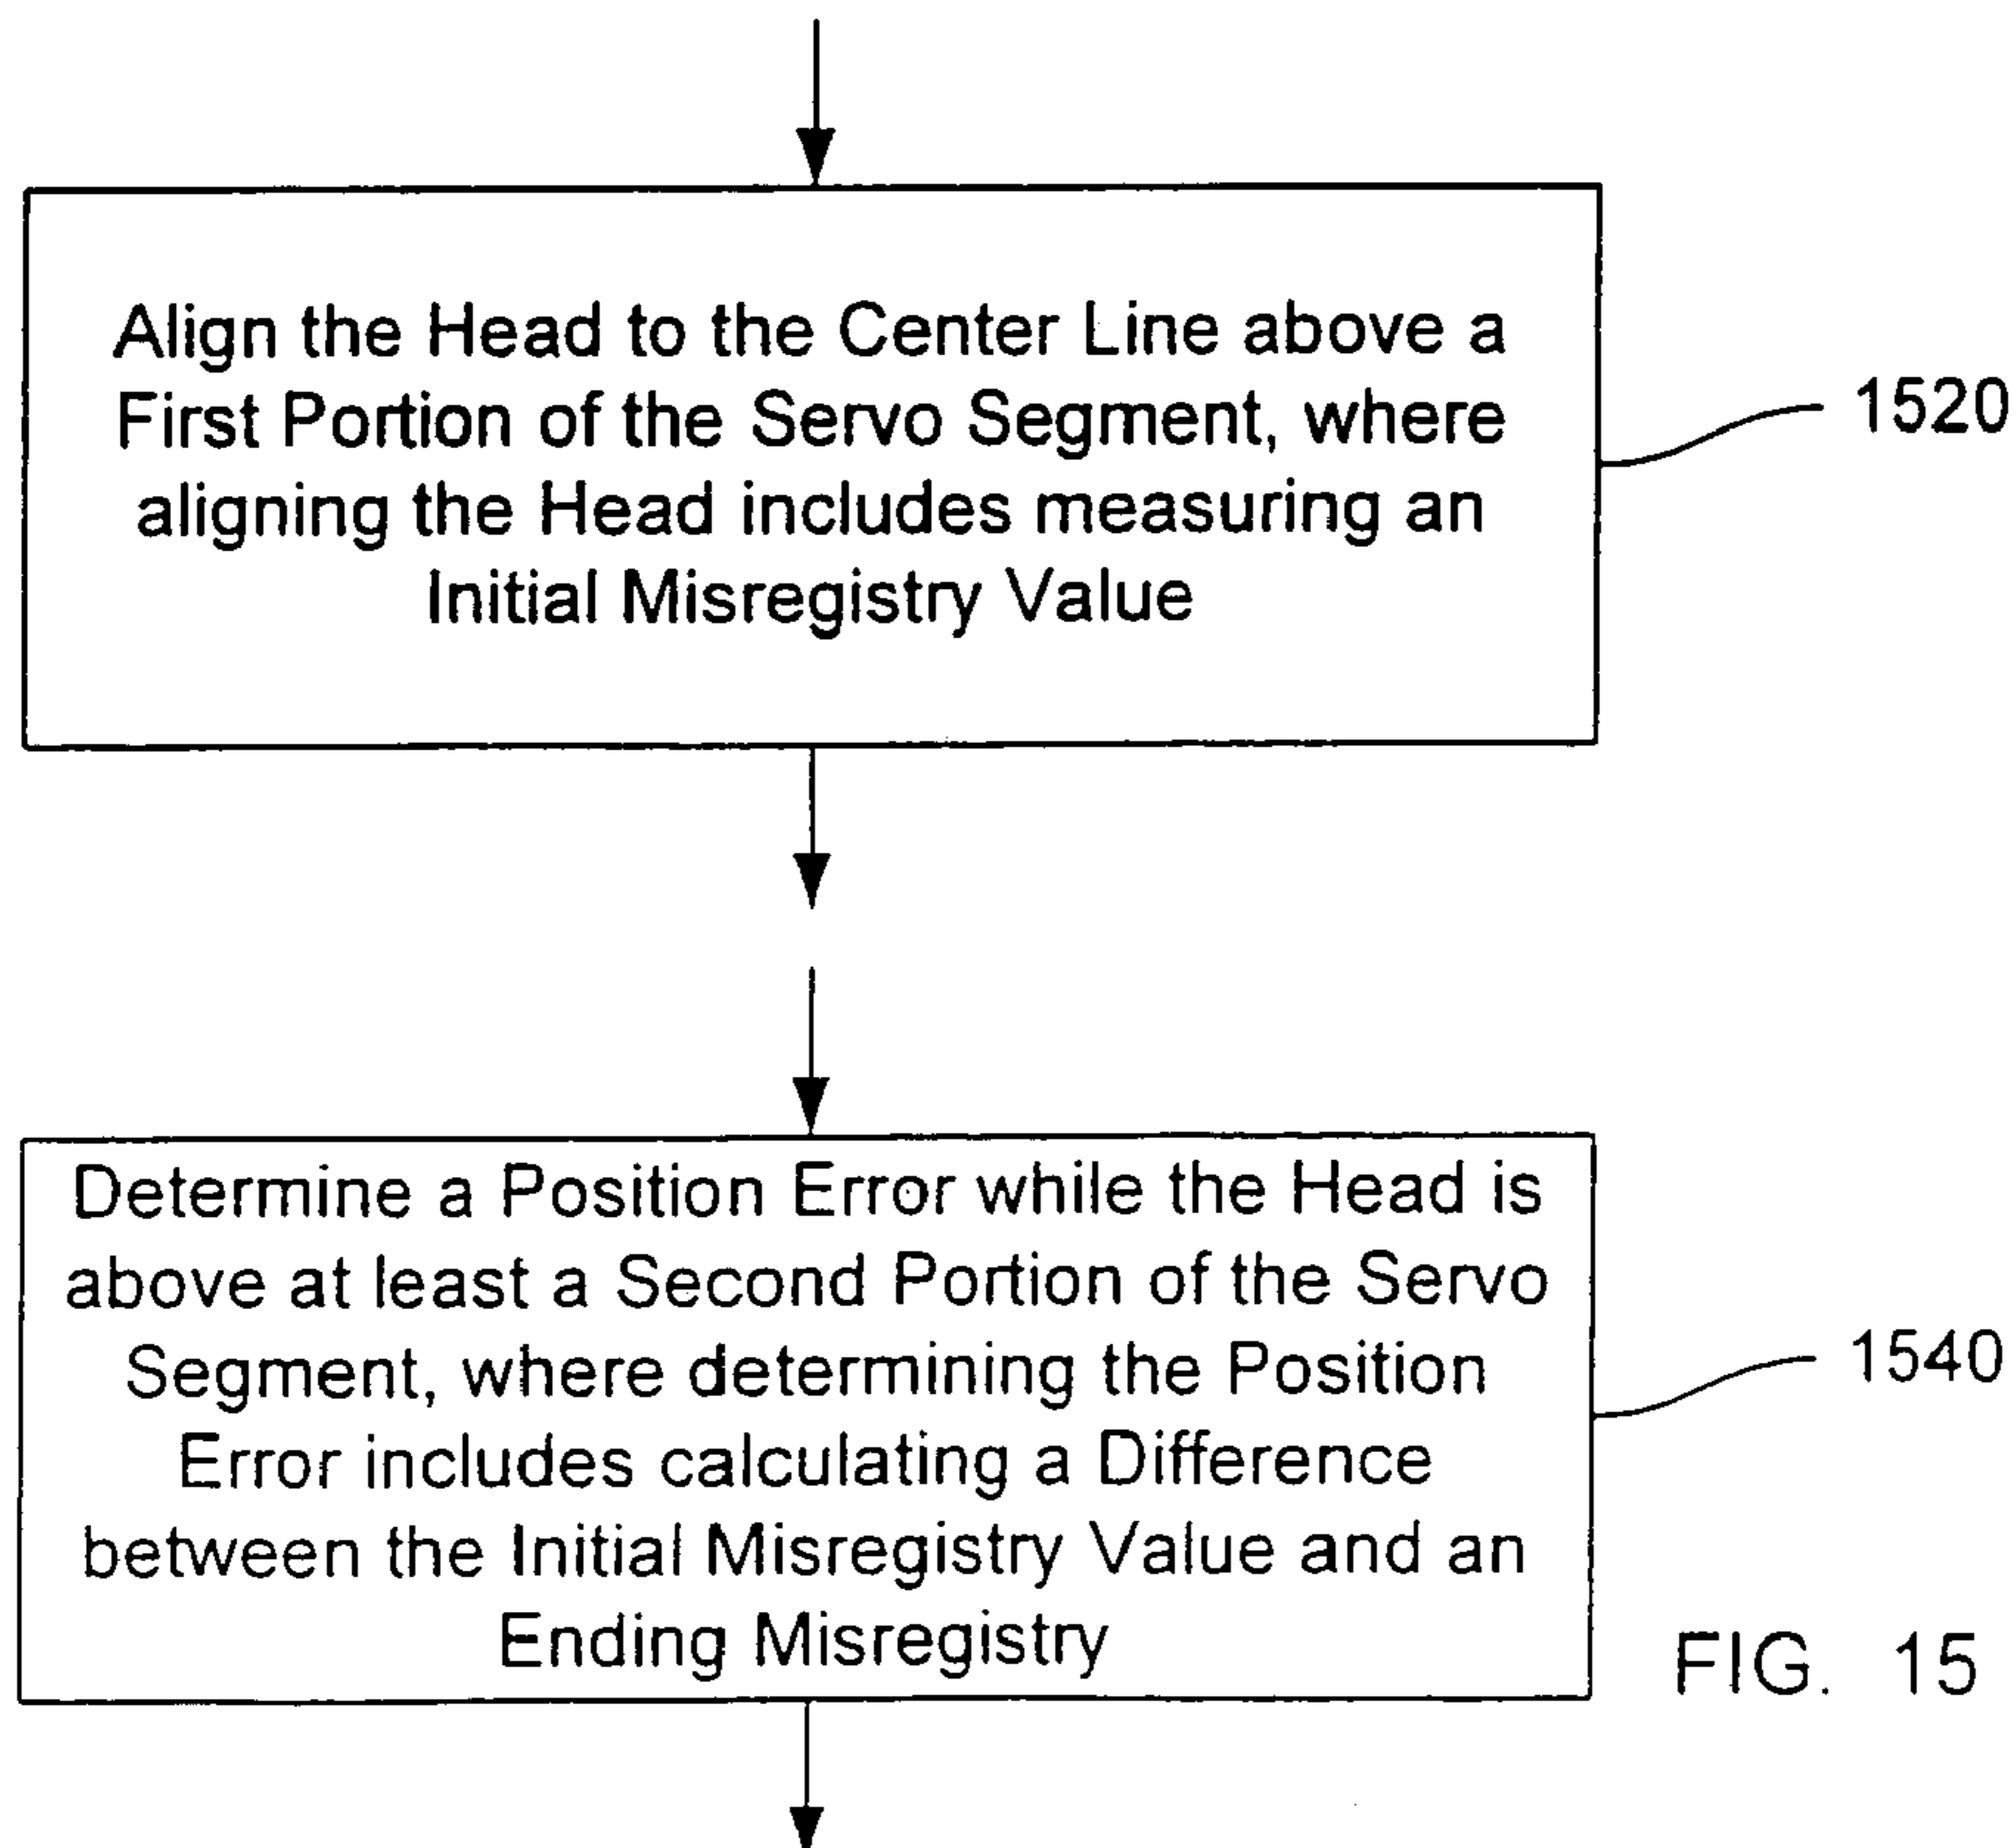 Align the Head to the Center Line above a
First Portion of the Servo Segment, where
aligning the Head includes measuring an
Initial Misregistry Value
1520
Determine a Position Error while the Head is
above at least a Second Portion of the Servo
Segment, where determining the Position
Error includes calculating a Difference
between the Initial Misregistry Value and an
Ending Misregistry
1540
FIG. 15